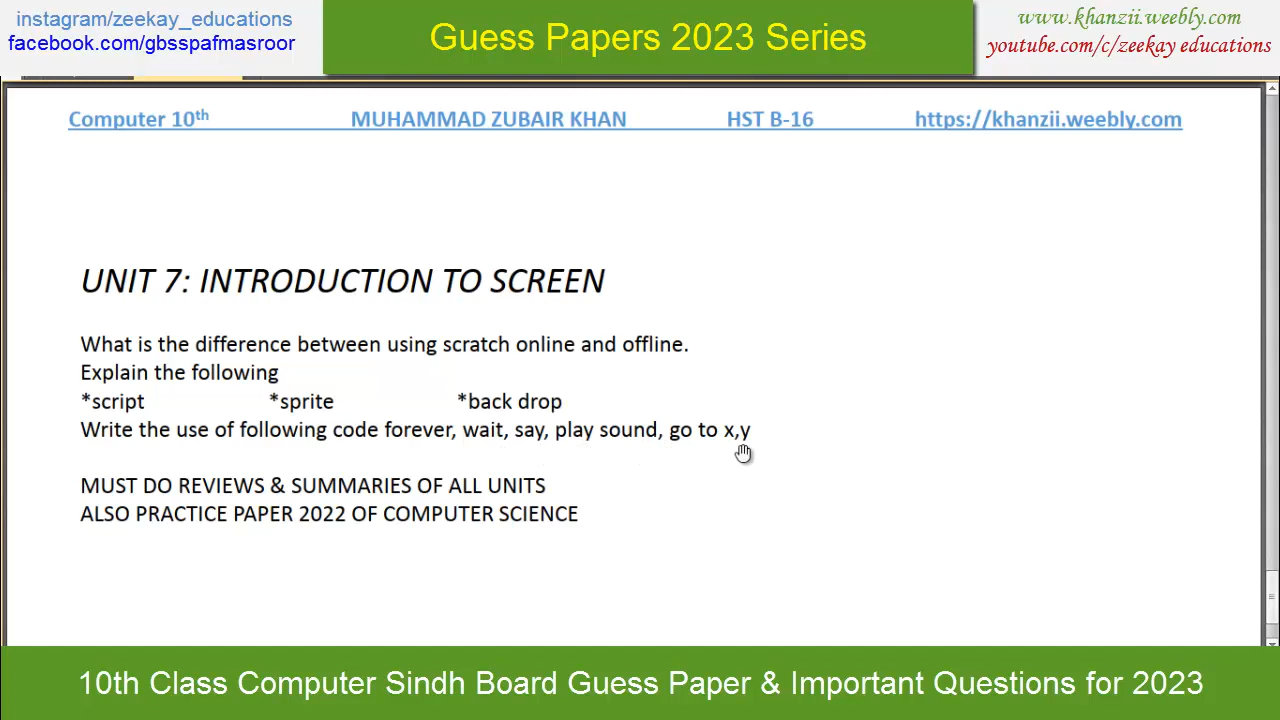 instagram/zeekay_educations
facebook.com/gbsspafmasroor
Guess Papers 2023 Series
www.khanzii.weebly.com
youtube.com/c/zeekay educations
Computer 10th MUHAMMAD ZUBAIR KHAN HST B-16 https://khanzii.weebly.com
UNIT 7: INTRODUCTION TO SCREEN
What is the difference between using scratch online and offline.
Explain the following
*script *sprite *back drop
Write the use of following code forever, wait, say, play sound, go to x,y
MUST DO REVIEWS & SUMMARIES OF ALL UNITS
ALSO PRACTICE PAPER 2022 OF COMPUTER SCIENCE
10th Class Computer Sindh Board Guess Paper & Important Questions for 2023